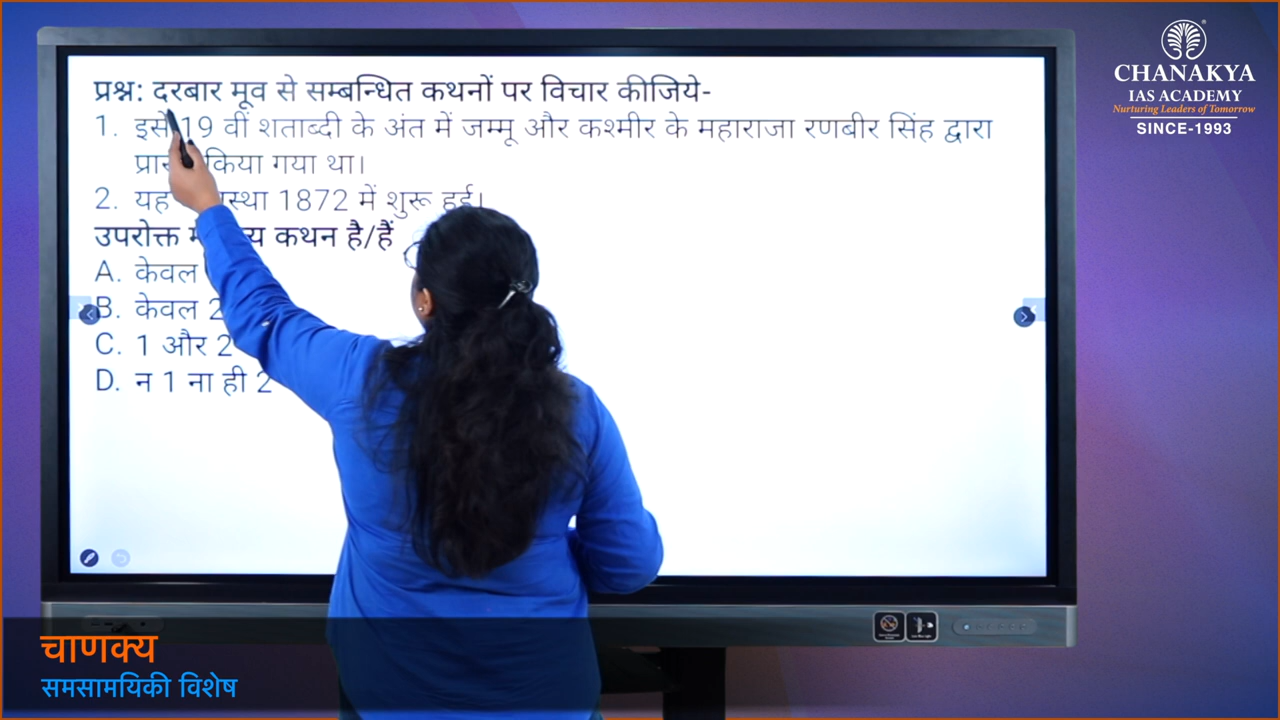 प्रश्न: दरबार मूव से सम्बन्धित कथनों पर विचार कीजिये-
1. इसे 19 वीं शताब्दी के अंत में जम्मू और कश्मीर के महाराजा रणबीर सिंह द्वारा
किया गया था।
2. यह 1872 में शुरू हुई।
उपरोक्त कथन है/हैं
A. केवल
B. केवल 2
C. 1 और 2
D. न 1 ना ही 2
CHANAKYA
IAS ACADEMY
Nurturing Leaders of Tomorrow
SINCE-1993
चाणक्य
समसामयिकी विशेष